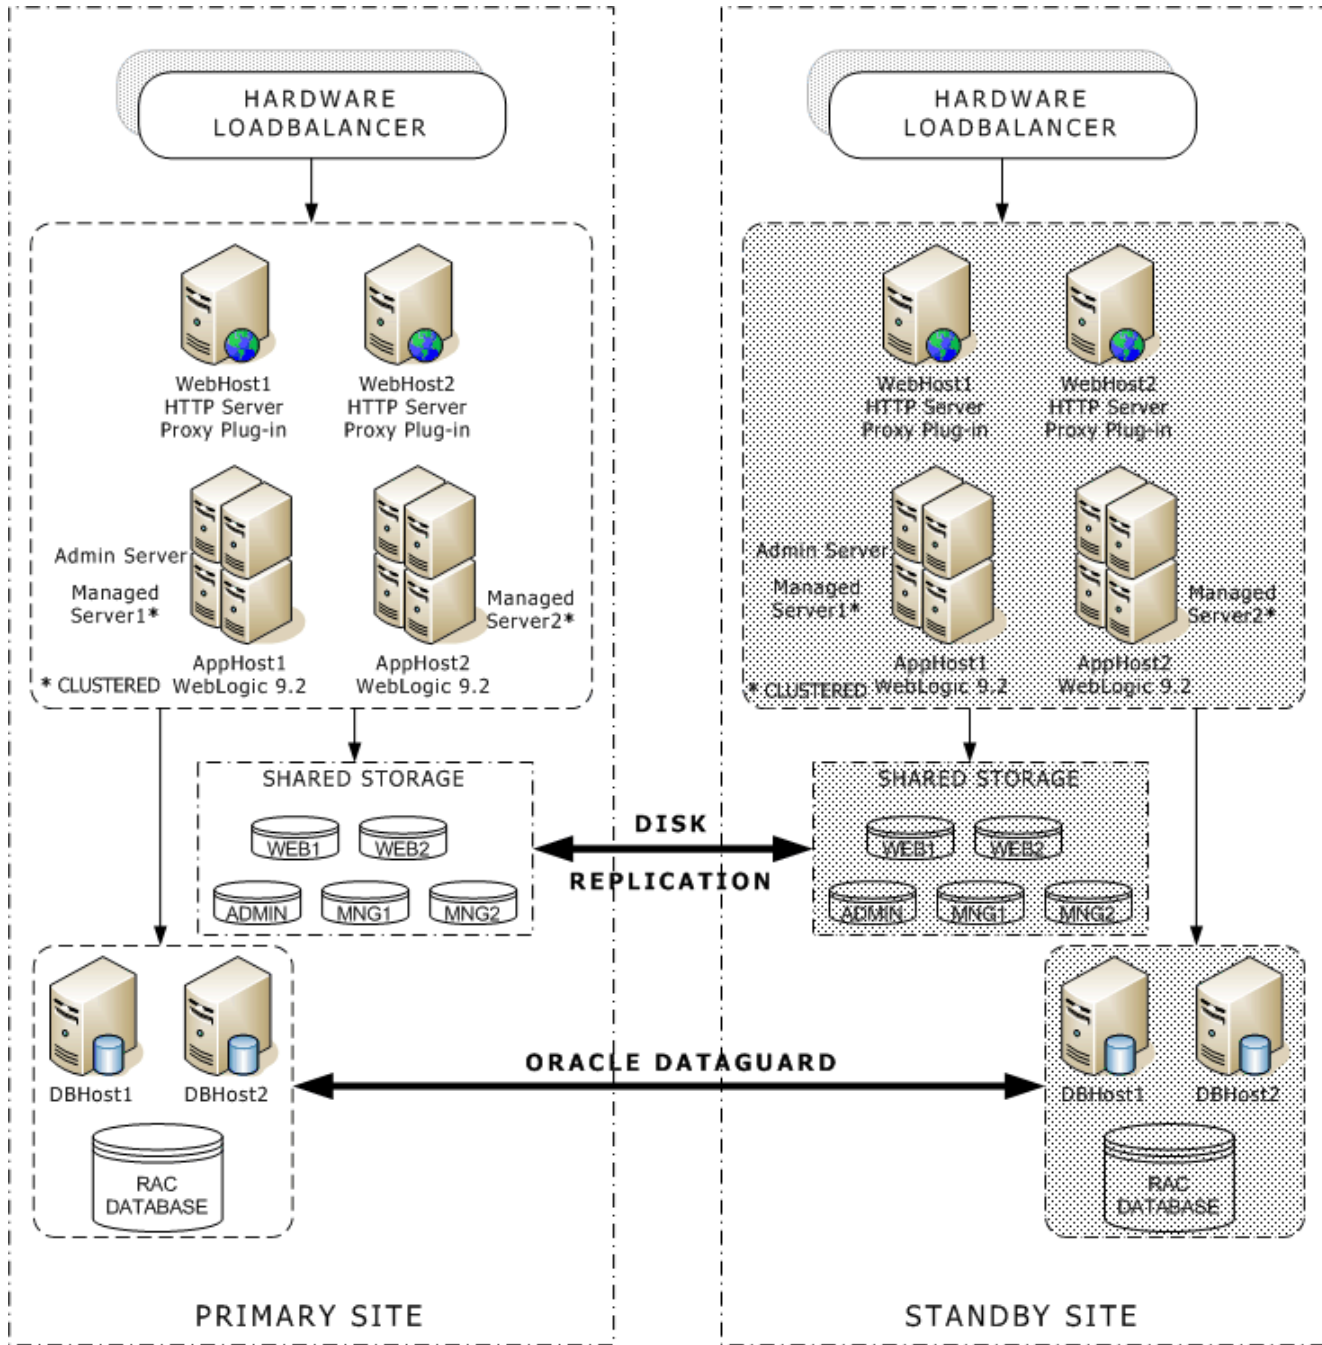 HARDWARE
LOADBALANCER
WebHost1
HTTP Server
Proxy Plug-in
WebHost2
HTTP Server
Proxy Plug-in
Admin Server
Managed
Server1*
Managed
Server2*
AppHost1
WebLogic 9.2
AppHost2
WebLogic 9.2
* CLUSTERED
SHARED STORAGE
WEB1
WEB2
ADMIN
MNG1
MNG2
DBHost1
DBHost2
RAC
DATABASE
PRIMARY SITE
DISK
REPLICATION
ORACLE DATAGUARD
HARDWARE
LOADBALANCER
WebHost1
HTTP Server
Proxy Plug-in
WebHost2
HTTP Server
Proxy Plug-in
Admin Server
Managed
Server1*
Managed
Server2*
AppHost1
WebLogic 9.2
AppHost2
WebLogic 9.2
* CLUSTERED
SHARED STORAGE
WEB1
WEB2
ADMIN
MNG1
MNG2
DBHost1
DBHost2
RAC
DATABASE
STANDBY SITE